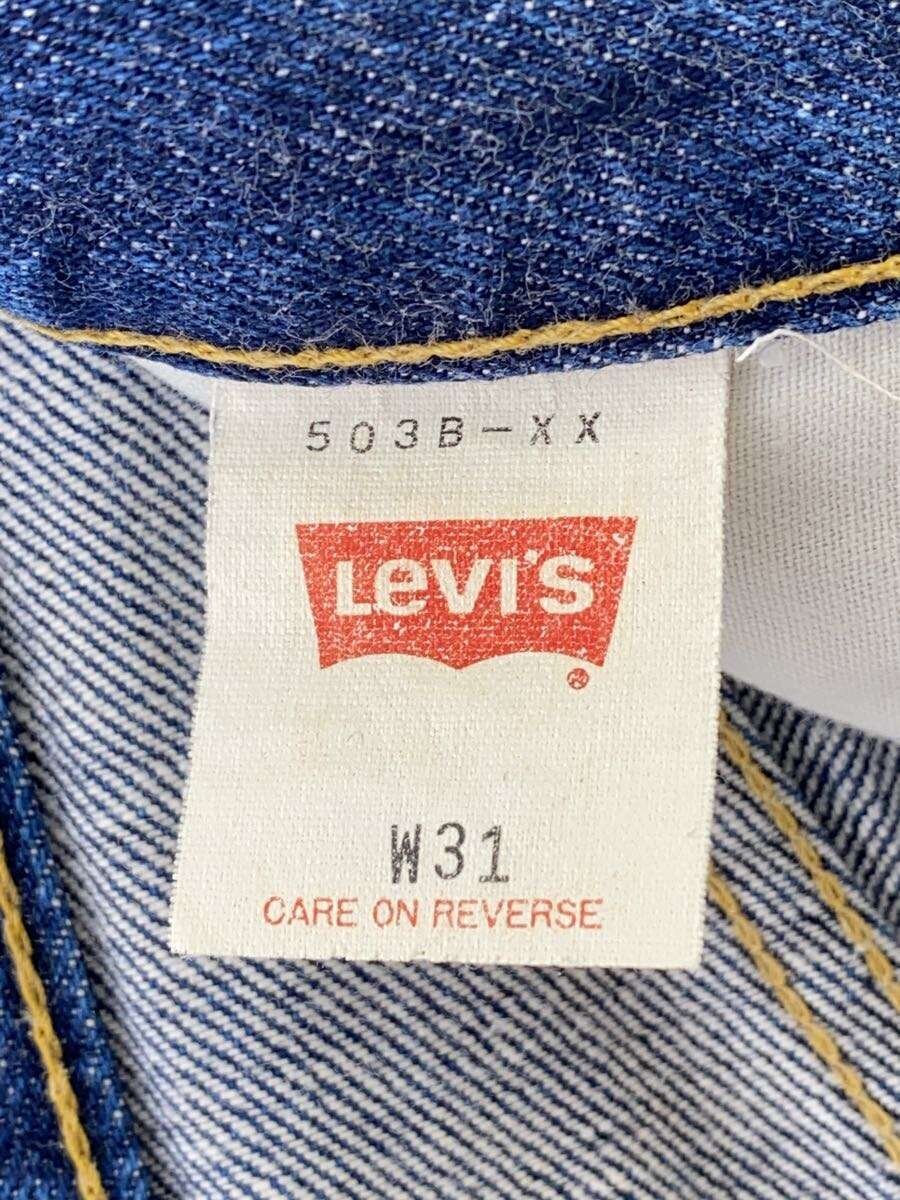 503B-XX
LEVI'S
®
W31
CARE ON REVERSE